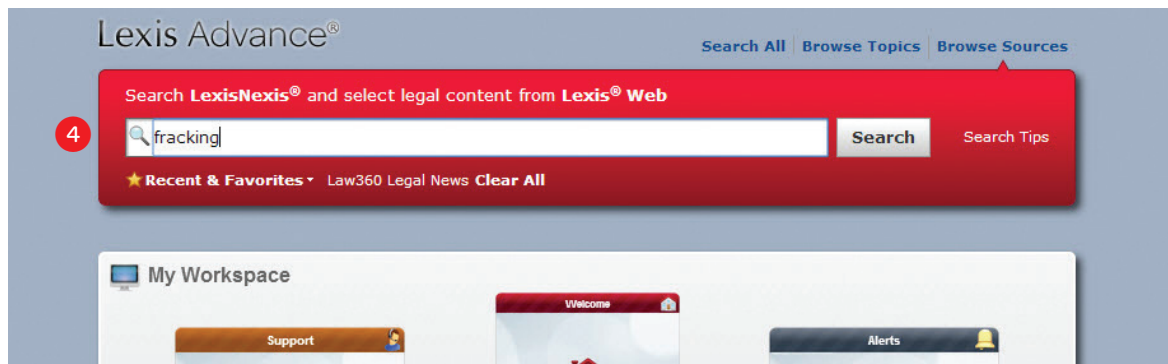 Lexis Advance®
Search All Browse Topics Browse Sources
Search LexisNexis® and select legal content from Lexis® Web
4
fracking
Search
Search Tips
Recent & Favorites Law360 Legal News Clear All
My Workspace
Welcome
Support
Alerts